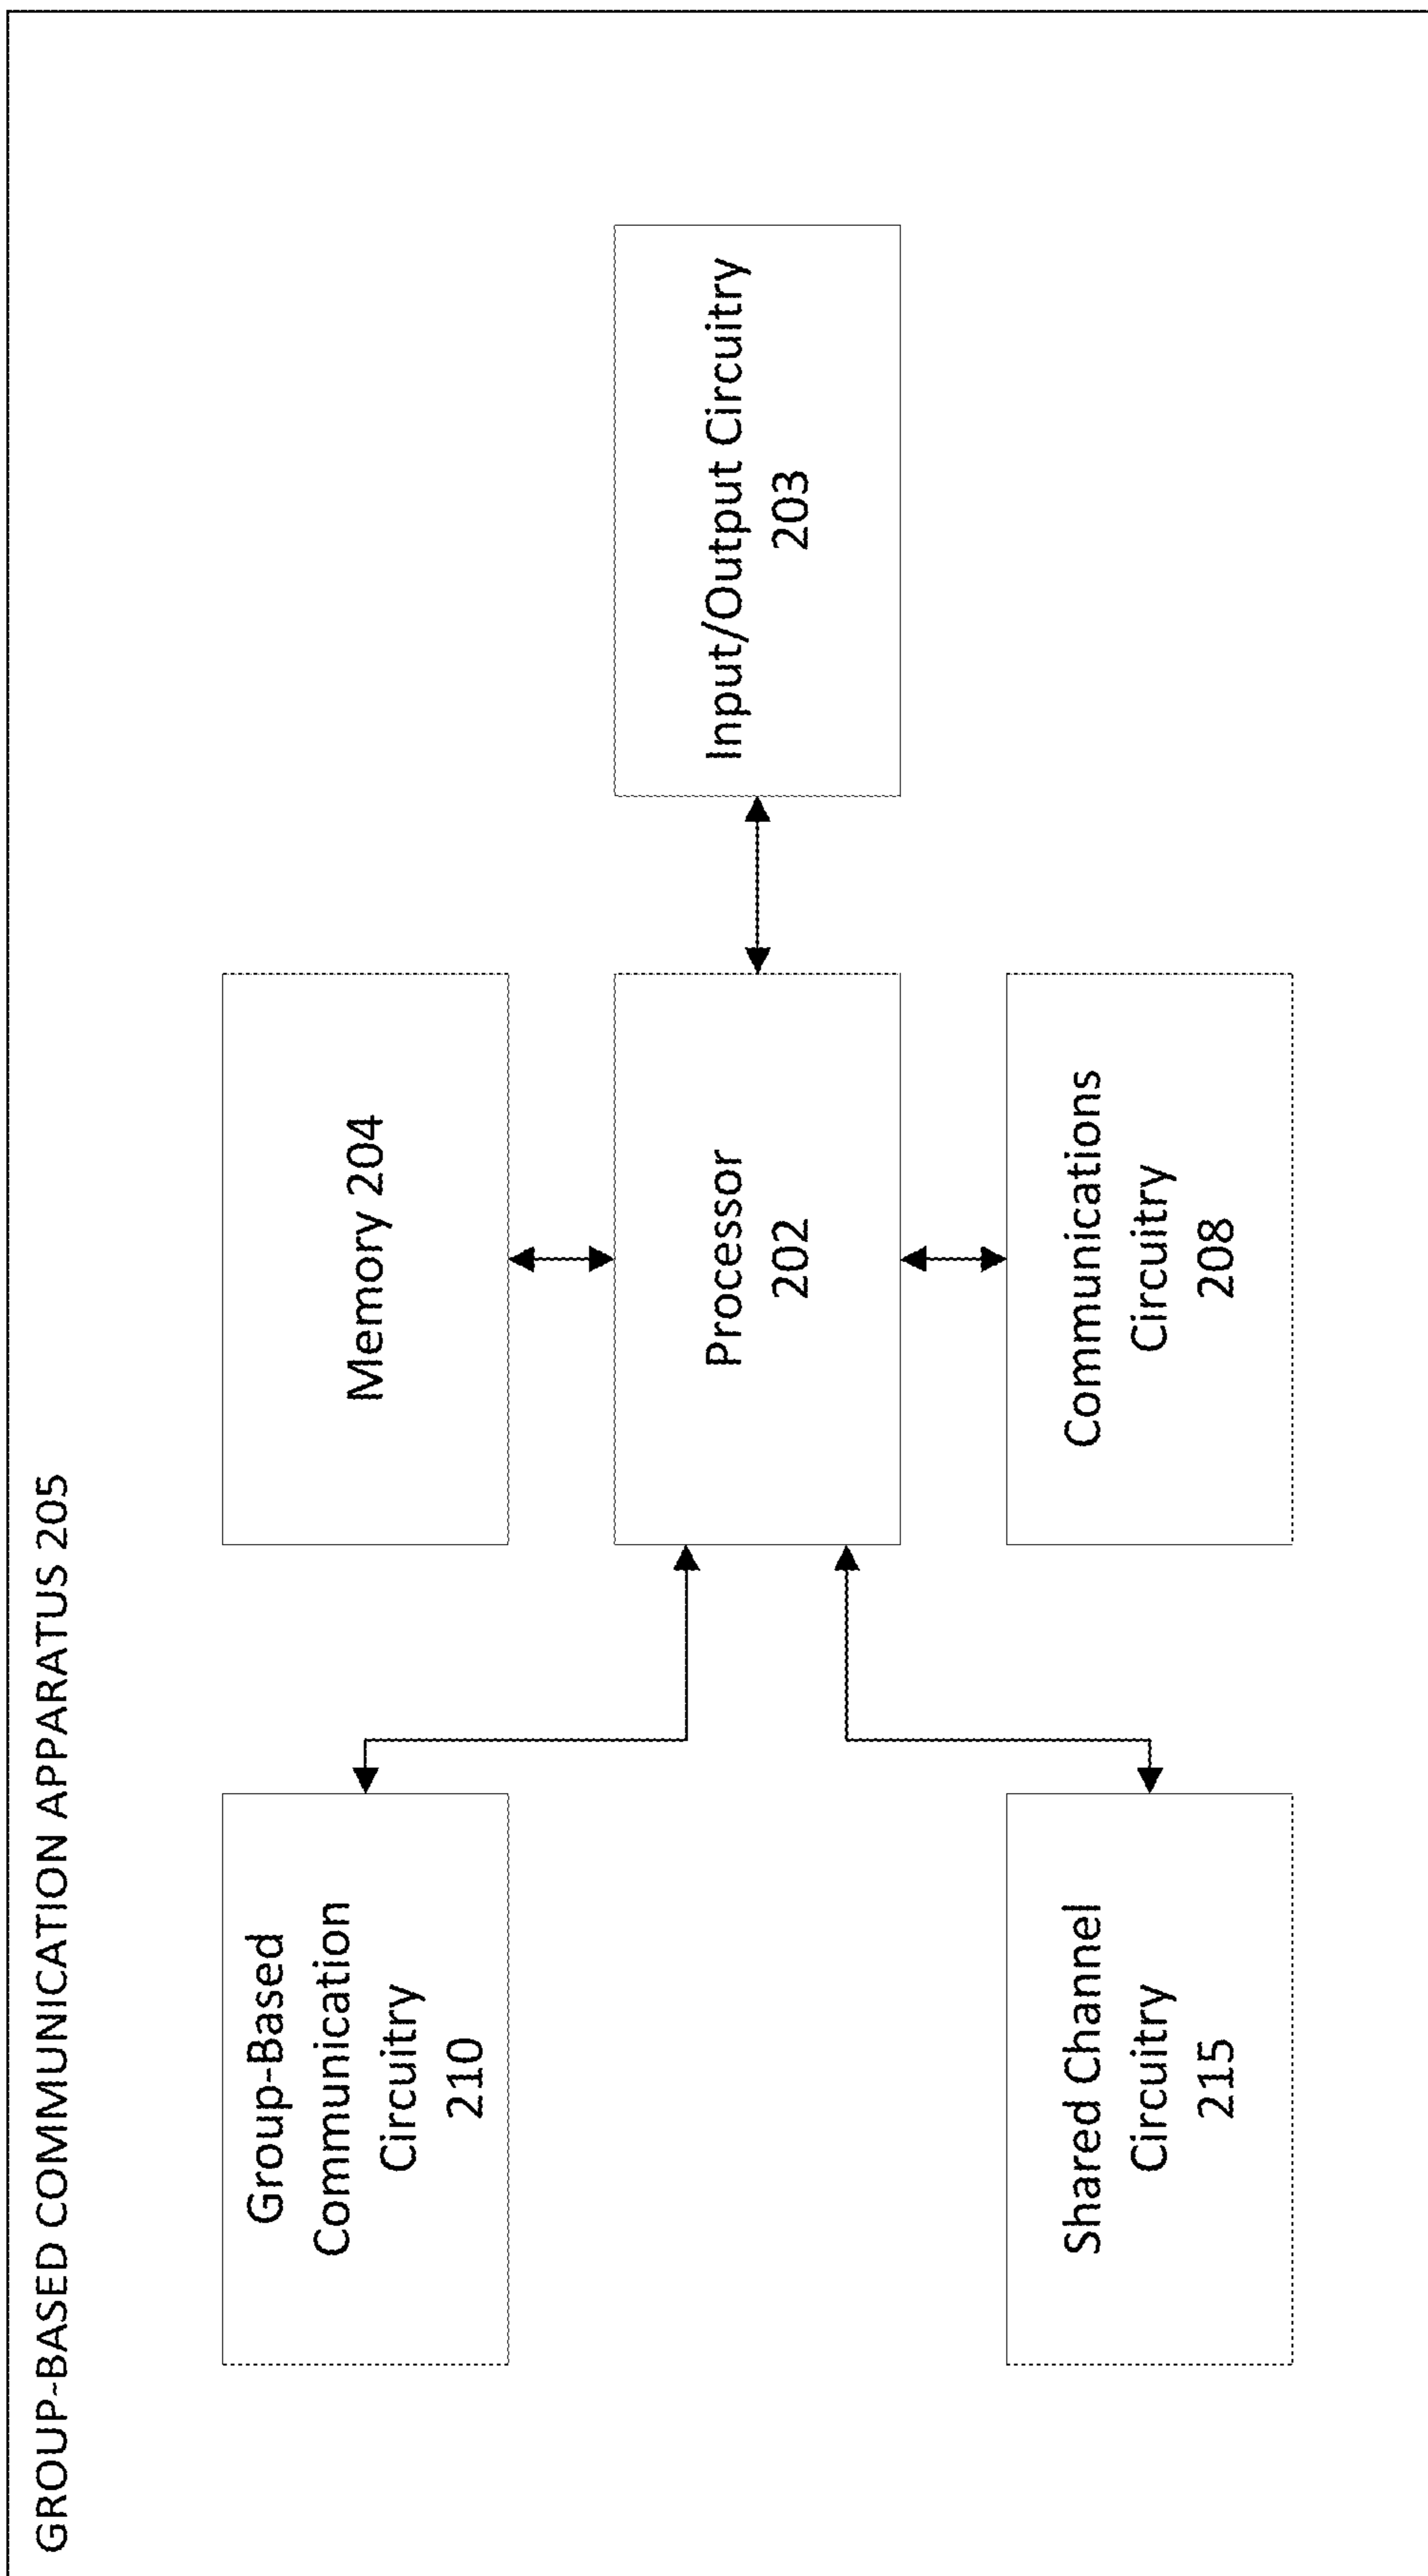 GROUP-BASED COMMUNICATION APPARATUS 205
Group-Based
Communication
Circuitry
210
Memory 204
Processor
202
Input/Output Circuitry
203
Shared Channel
Circuitry
215
Communications
Circuitry
208